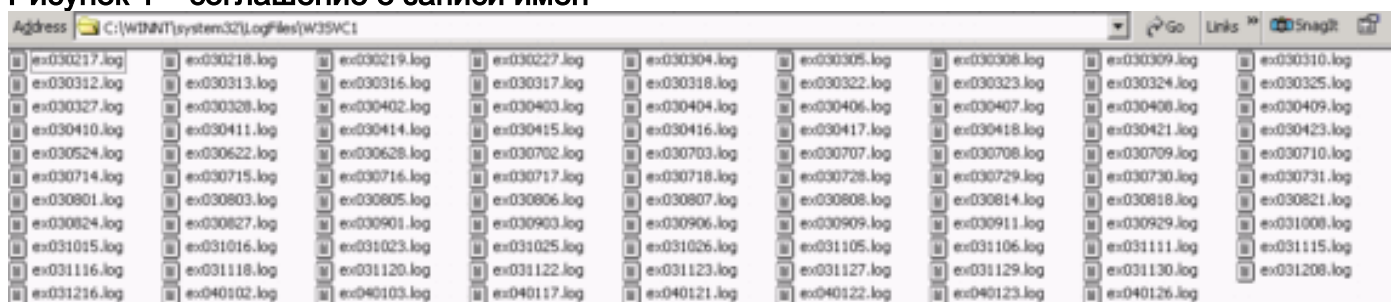 Рисунок 1 – соглашение о записи имен
Address C:\WINNT\system32\LogFiles\W3SVC1 Go Links » SnagIt
ex030217.log ex030218.log ex030219.log ex030227.log ex030304.log ex030305.log ex030308.log ex030309.log ex030310.log
ex030312.log ex030313.log ex030316.log ex030317.log ex030318.log ex030322.log ex030323.log ex030324.log ex030325.log
ex030327.log ex030328.log ex030402.log ex030403.log ex030404.log ex030406.log ex030407.log ex030408.log ex030409.log
ex030410.log ex030411.log ex030414.log ex030415.log ex030416.log ex030417.log ex030418.log ex030421.log ex030423.log
ex030524.log ex030622.log ex030628.log ex030702.log ex030703.log ex030707.log ex030708.log ex030709.log ex030710.log
ex030714.log ex030715.log ex030716.log ex030717.log ex030718.log ex030728.log ex030729.log ex030730.log ex030731.log
ex030801.log ex030803.log ex030805.log ex030806.log ex030807.log ex030808.log ex030814.log ex030818.log ex030821.log
ex030824.log ex030827.log ex030901.log ex030903.log ex030906.log ex030909.log ex030911.log ex030929.log ex031008.log
ex031015.log ex031016.log ex031023.log ex031025.log ex031026.log ex031105.log ex031106.log ex031111.log ex031115.log
ex031116.log ex031118.log ex031120.log ex031122.log ex031123.log ex031127.log ex031129.log ex031130.log ex031208.log
ex031216.log ex040102.log ex040103.log ex040117.log ex040121.log ex040122.log ex040123.log ex040126.log